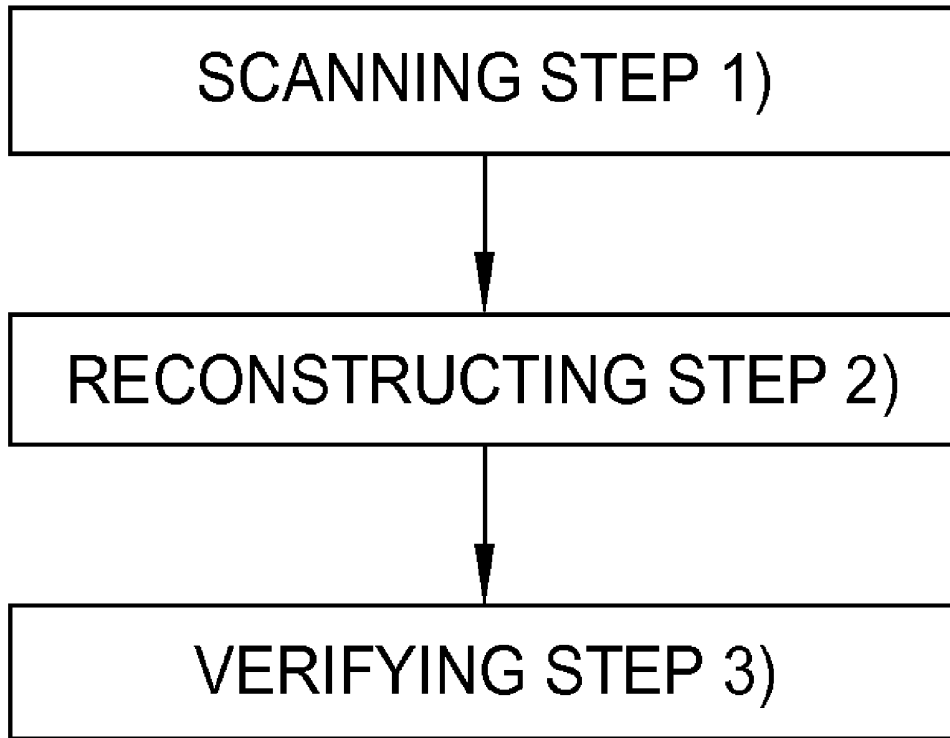 SCANNING STEP 1)
RECONSTRUCTING STEP 2)
VERIFYING STEP 3)